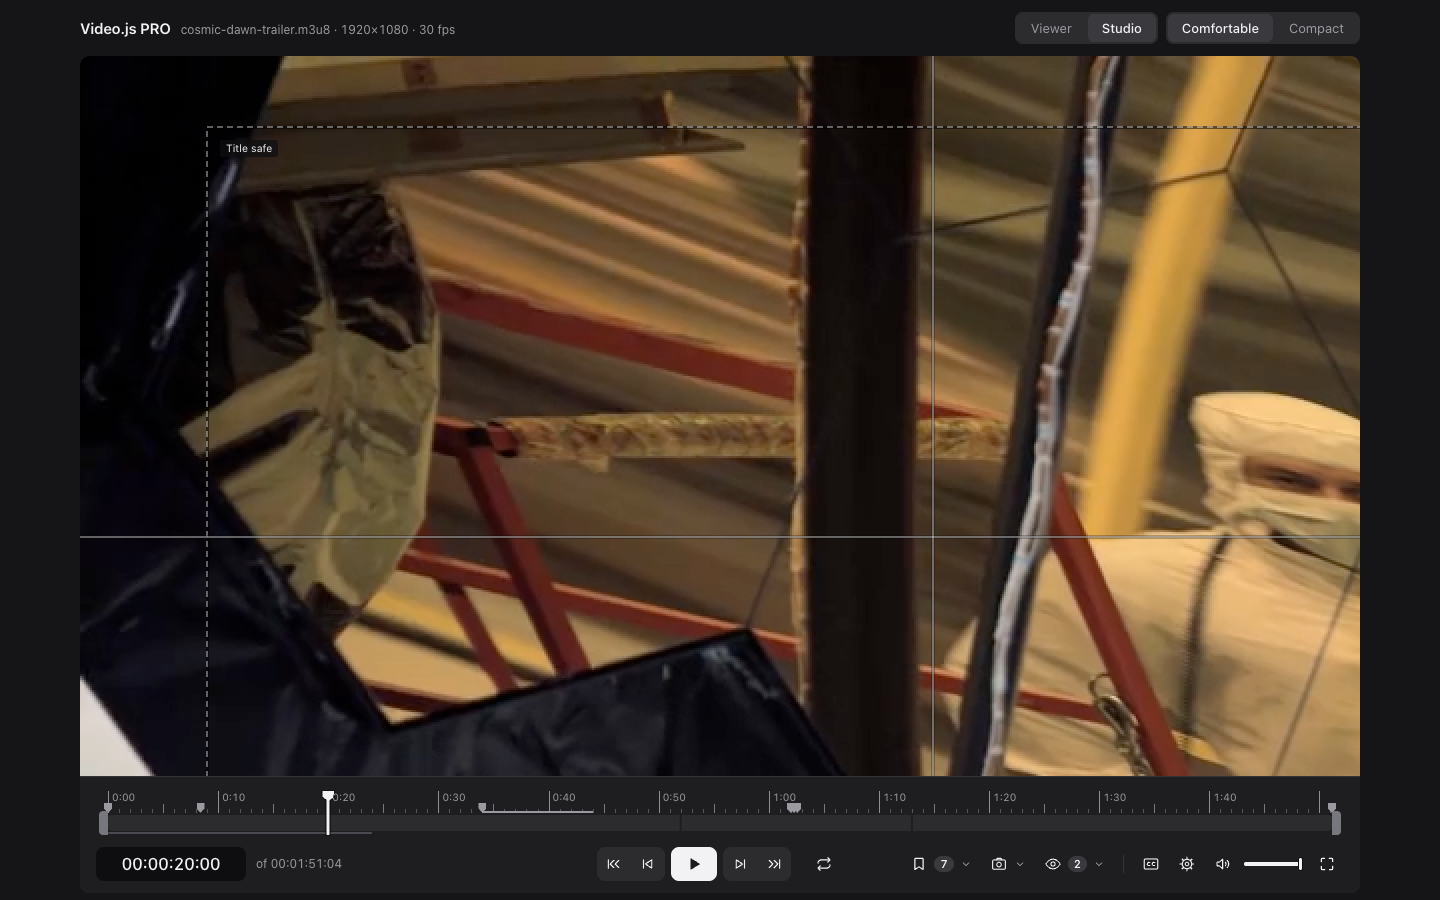 Video.js PRO cosmic-dawn-trailer.m3u8 · 1920×1080 · 30 fps Viewer Studio Comfortable Compact
Title safe
0:00 0:10 0:20 0:30 0:40 0:50 1:00 1:10 1:20 1:30 1:40
00:00:20:00 of 00:01:51:04 7 2 CC